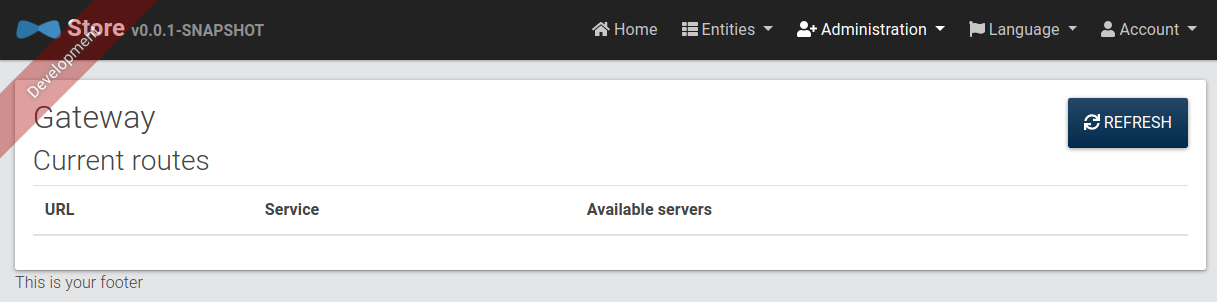 Store v0.0.1-SNAPSHOT Home Entities Administration Language Account
Development
Gateway
REFRESH
Current routes
URL Service Available servers
This is your footer